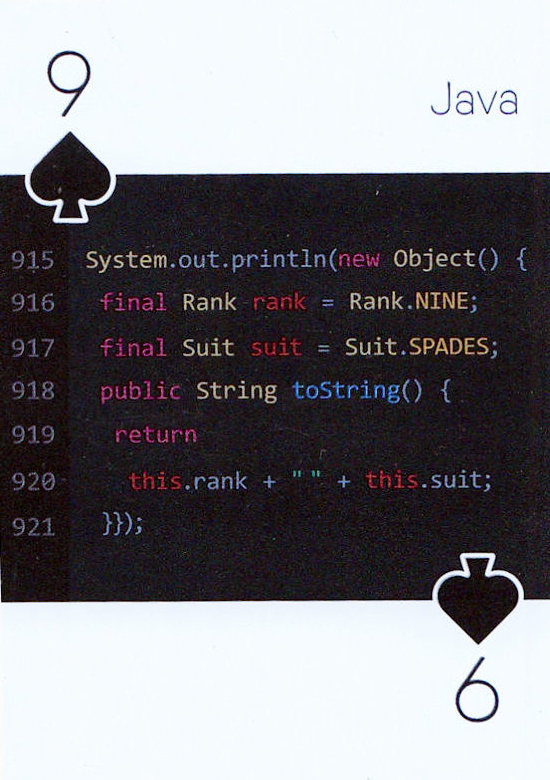 9
Java
915 System.out.println(new Object() {
916 final Rank rank = Rank.NINE;
917 final Suit suit = Suit.SPADES;
918 public String toString() {
919 return
920 this.rank + " " + this.suit;
921 }});
9